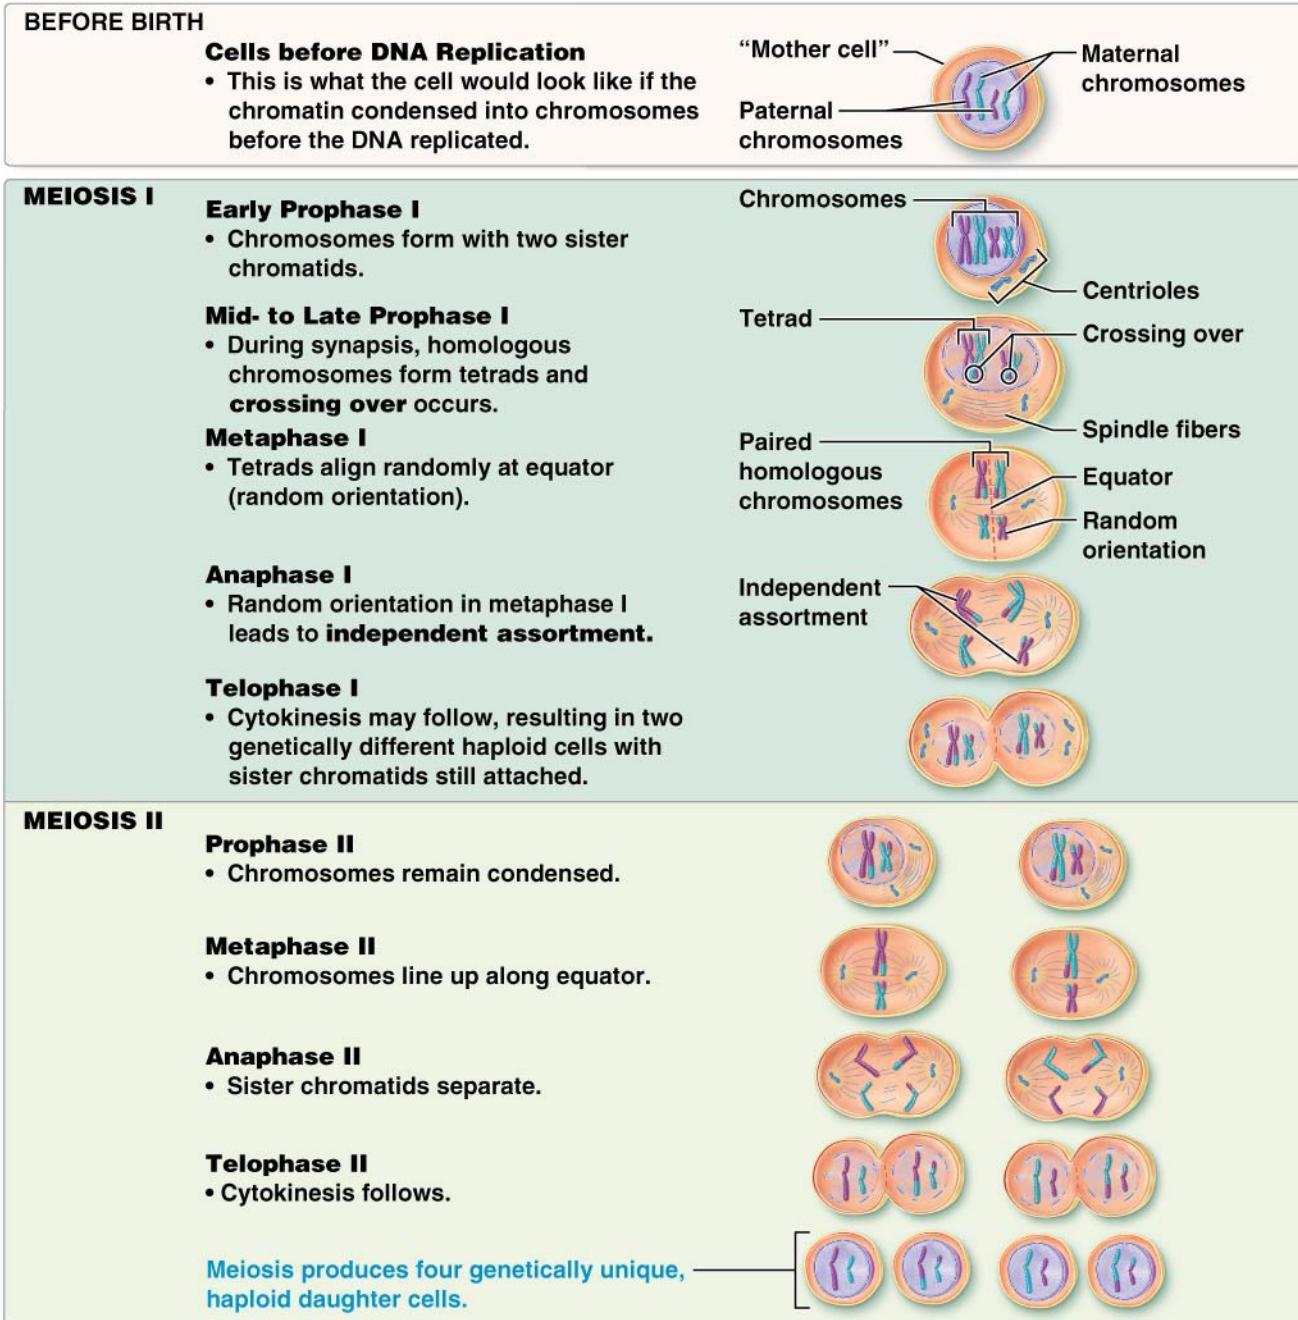 BEFORE BIRTH
Cells before DNA Replication
• This is what the cell would look like if the
chromatin condensed into chromosomes
before the DNA replicated.
“Mother cell”
Maternal
chromosomes
Paternal
chromosomes
MEIOSIS I
Early Prophase I
• Chromosomes form with two sister
chromatids.
Chromosomes
Centrioles
Mid- to Late Prophase I
• During synapsis, homologous
chromosomes form tetrads and
crossing over occurs.
Tetrad
Crossing over
Spindle fibers
Metaphase I
• Tetrads align randomly at equator
(random orientation).
Paired
homologous
chromosomes
Equator
Random
orientation
Anaphase I
• Random orientation in metaphase I
leads to independent assortment.
Independent
assortment
Telophase I
• Cytokinesis may follow, resulting in two
genetically different haploid cells with
sister chromatids still attached.
MEIOSIS II
Prophase II
• Chromosomes remain condensed.
Metaphase II
• Chromosomes line up along equator.
Anaphase II
• Sister chromatids separate.
Telophase II
• Cytokinesis follows.
Meiosis produces four genetically unique,
haploid daughter cells.